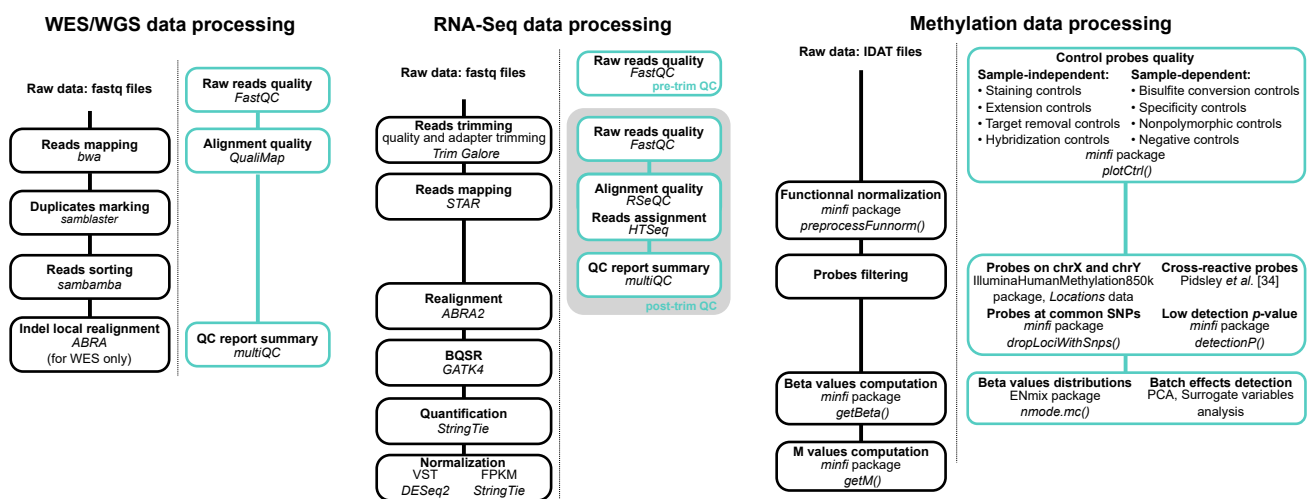 WES/WGS data processing
Raw data: fastq files
Reads mapping
bwa
Duplicates marking
samblaster
Reads sorting
sambamba
Indel local realignment
ABRA
(for WES only)
Raw reads quality
FastQC
Alignment quality
QualiMap
QC report summary
multiQC
RNA-Seq data processing
Raw data: fastq files
Reads trimming
quality and adapter trimming
Trim Galore
Reads mapping
STAR
Realignment
ABRA2
BQSR
GATK4
Quantification
StringTie
Normalization
VST FPKM
DESeq2 StringTie
Raw reads quality
FastQC
pre-trim QC
Raw reads quality
FastQC
Alignment quality
RSeQC
Reads assignment
HTSeq
QC report summary
multiQC
post-trim QC
Methylation data processing
Raw data: IDAT files
Functionnal normalization
minfi package
preprocessFunnorm()
Probes filtering
Beta values computation
minfi package
getBeta()
M values computation
minfi package
getM()
Control probes quality
Sample-independent: Sample-dependent:
• Staining controls • Bisulfite conversion controls
• Extension controls • Specificity controls
• Target removal controls • Nonpolymorphic controls
• Hybridization controls • Negative controls
minfi package
plotCtrl()
Probes on chrX and chrY Cross-reactive probes
IlluminaHumanMethylation850k Pidsley et al. [34]
package, Locations data
Probes at common SNPs Low detection p-value
minfi package minfi package
dropLociWithSnps() detectionP()
Beta values distributions Batch effects detection
ENmix package PCA, Surrogate variables
nmode.mc() analysis